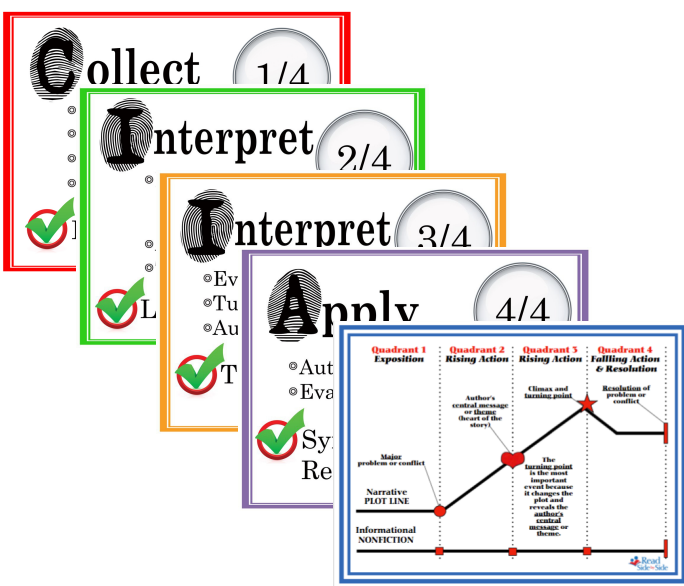 Collect
1/4
Interpret
2/4
L
Interpret
3/4
Ev
Tu
Au
T
Apply
4/4
Aut
Eva
Sy
Re
Quadrant 1
Exposition
Quadrant 2
Rising Action
Quadrant 3
Rising Action
Quadrant 4
Fallling Action
& Resolution
Climax and
turning point
Resolution of
problem or
conflict
Author's
central message
or theme
(heart of the
story)
Major
problem or conflict
The
turning point
is the most
important
event because
it changes the
plot and
reveals the
author's
central
message or
theme.
Narrative
PLOT LINE
Informational
NONFICTION
Read
Side by Side